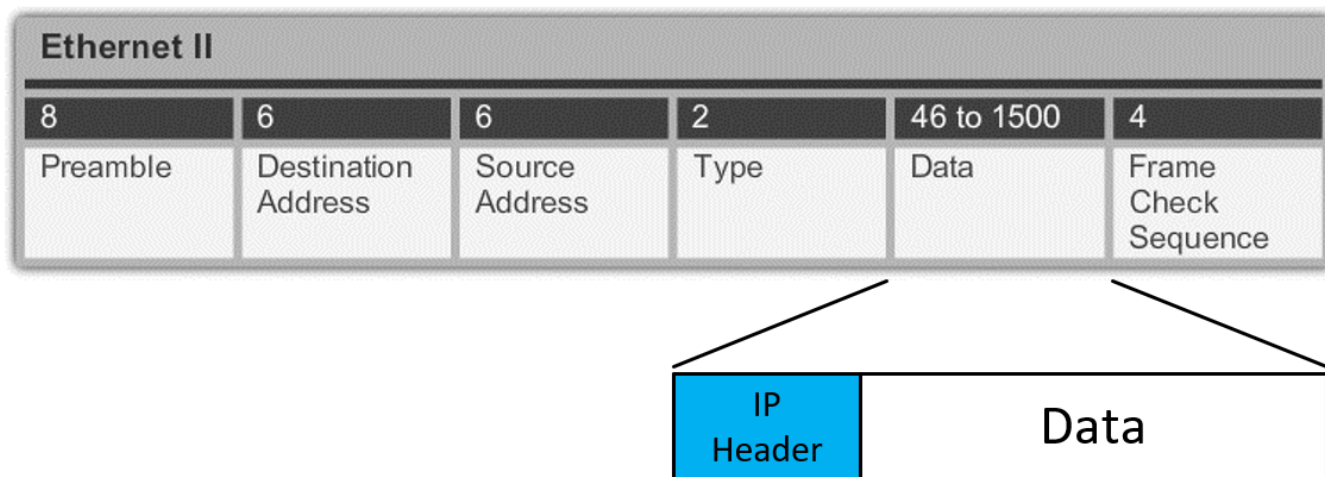 Ethernet II
8 6 6 2 46 to 1500 4
Preamble Destination Source Type Data Frame
Address Address Check
Sequence
IP
Header
Data